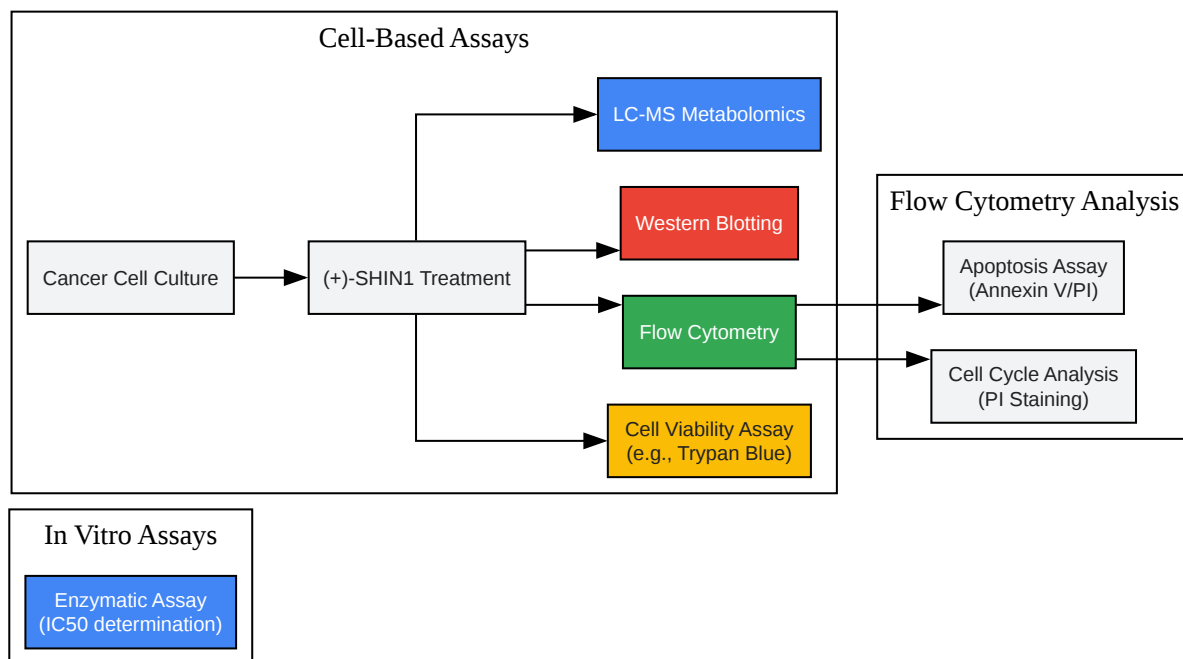 Cell-Based Assays
LC-MS Metabolomics
Western Blotting
Cancer Cell Culture
(+)-SHIN1 Treatment
Flow Cytometry
Cell Viability Assay
(e.g., Trypan Blue)
Flow Cytometry Analysis
Apoptosis Assay
(Annexin V/PI)
Cell Cycle Analysis
(PI Staining)
In Vitro Assays
Enzymatic Assay
(IC50 determination)